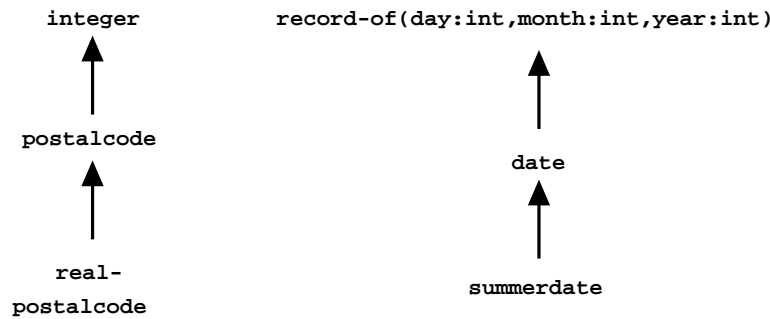 integer
record-of(day:int,month:int,year:int)
postalcode
date
real-
postalcode
summerdate